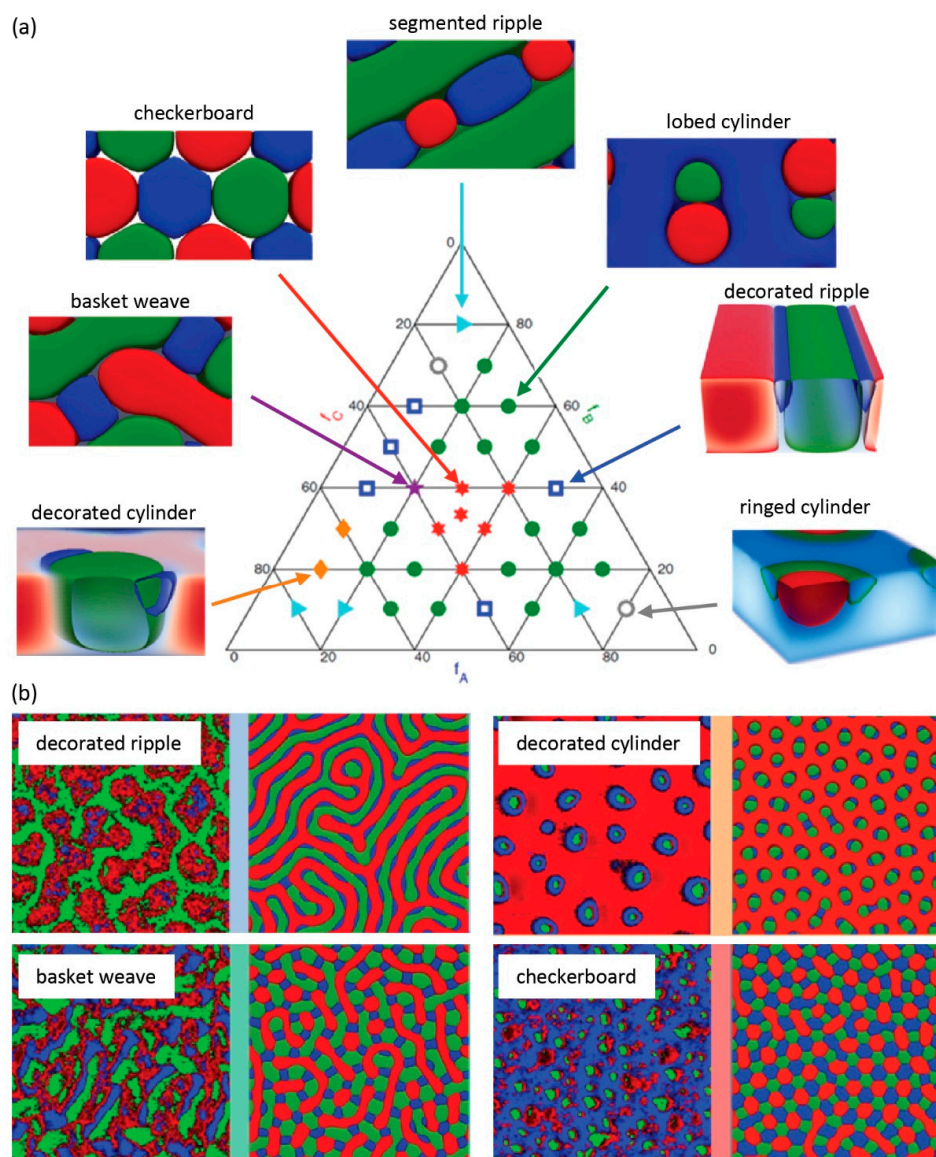 (a)
segmented ripple
checkerboard
lobed cylinder
basket weave
decorated ripple
decorated cylinder
ringed cylinder
0
20
80
40
60
f_C
f_B
60
40
80
20
0
20
40
60
80
0
f_A
(b)
decorated ripple
decorated cylinder
basket weave
checkerboard